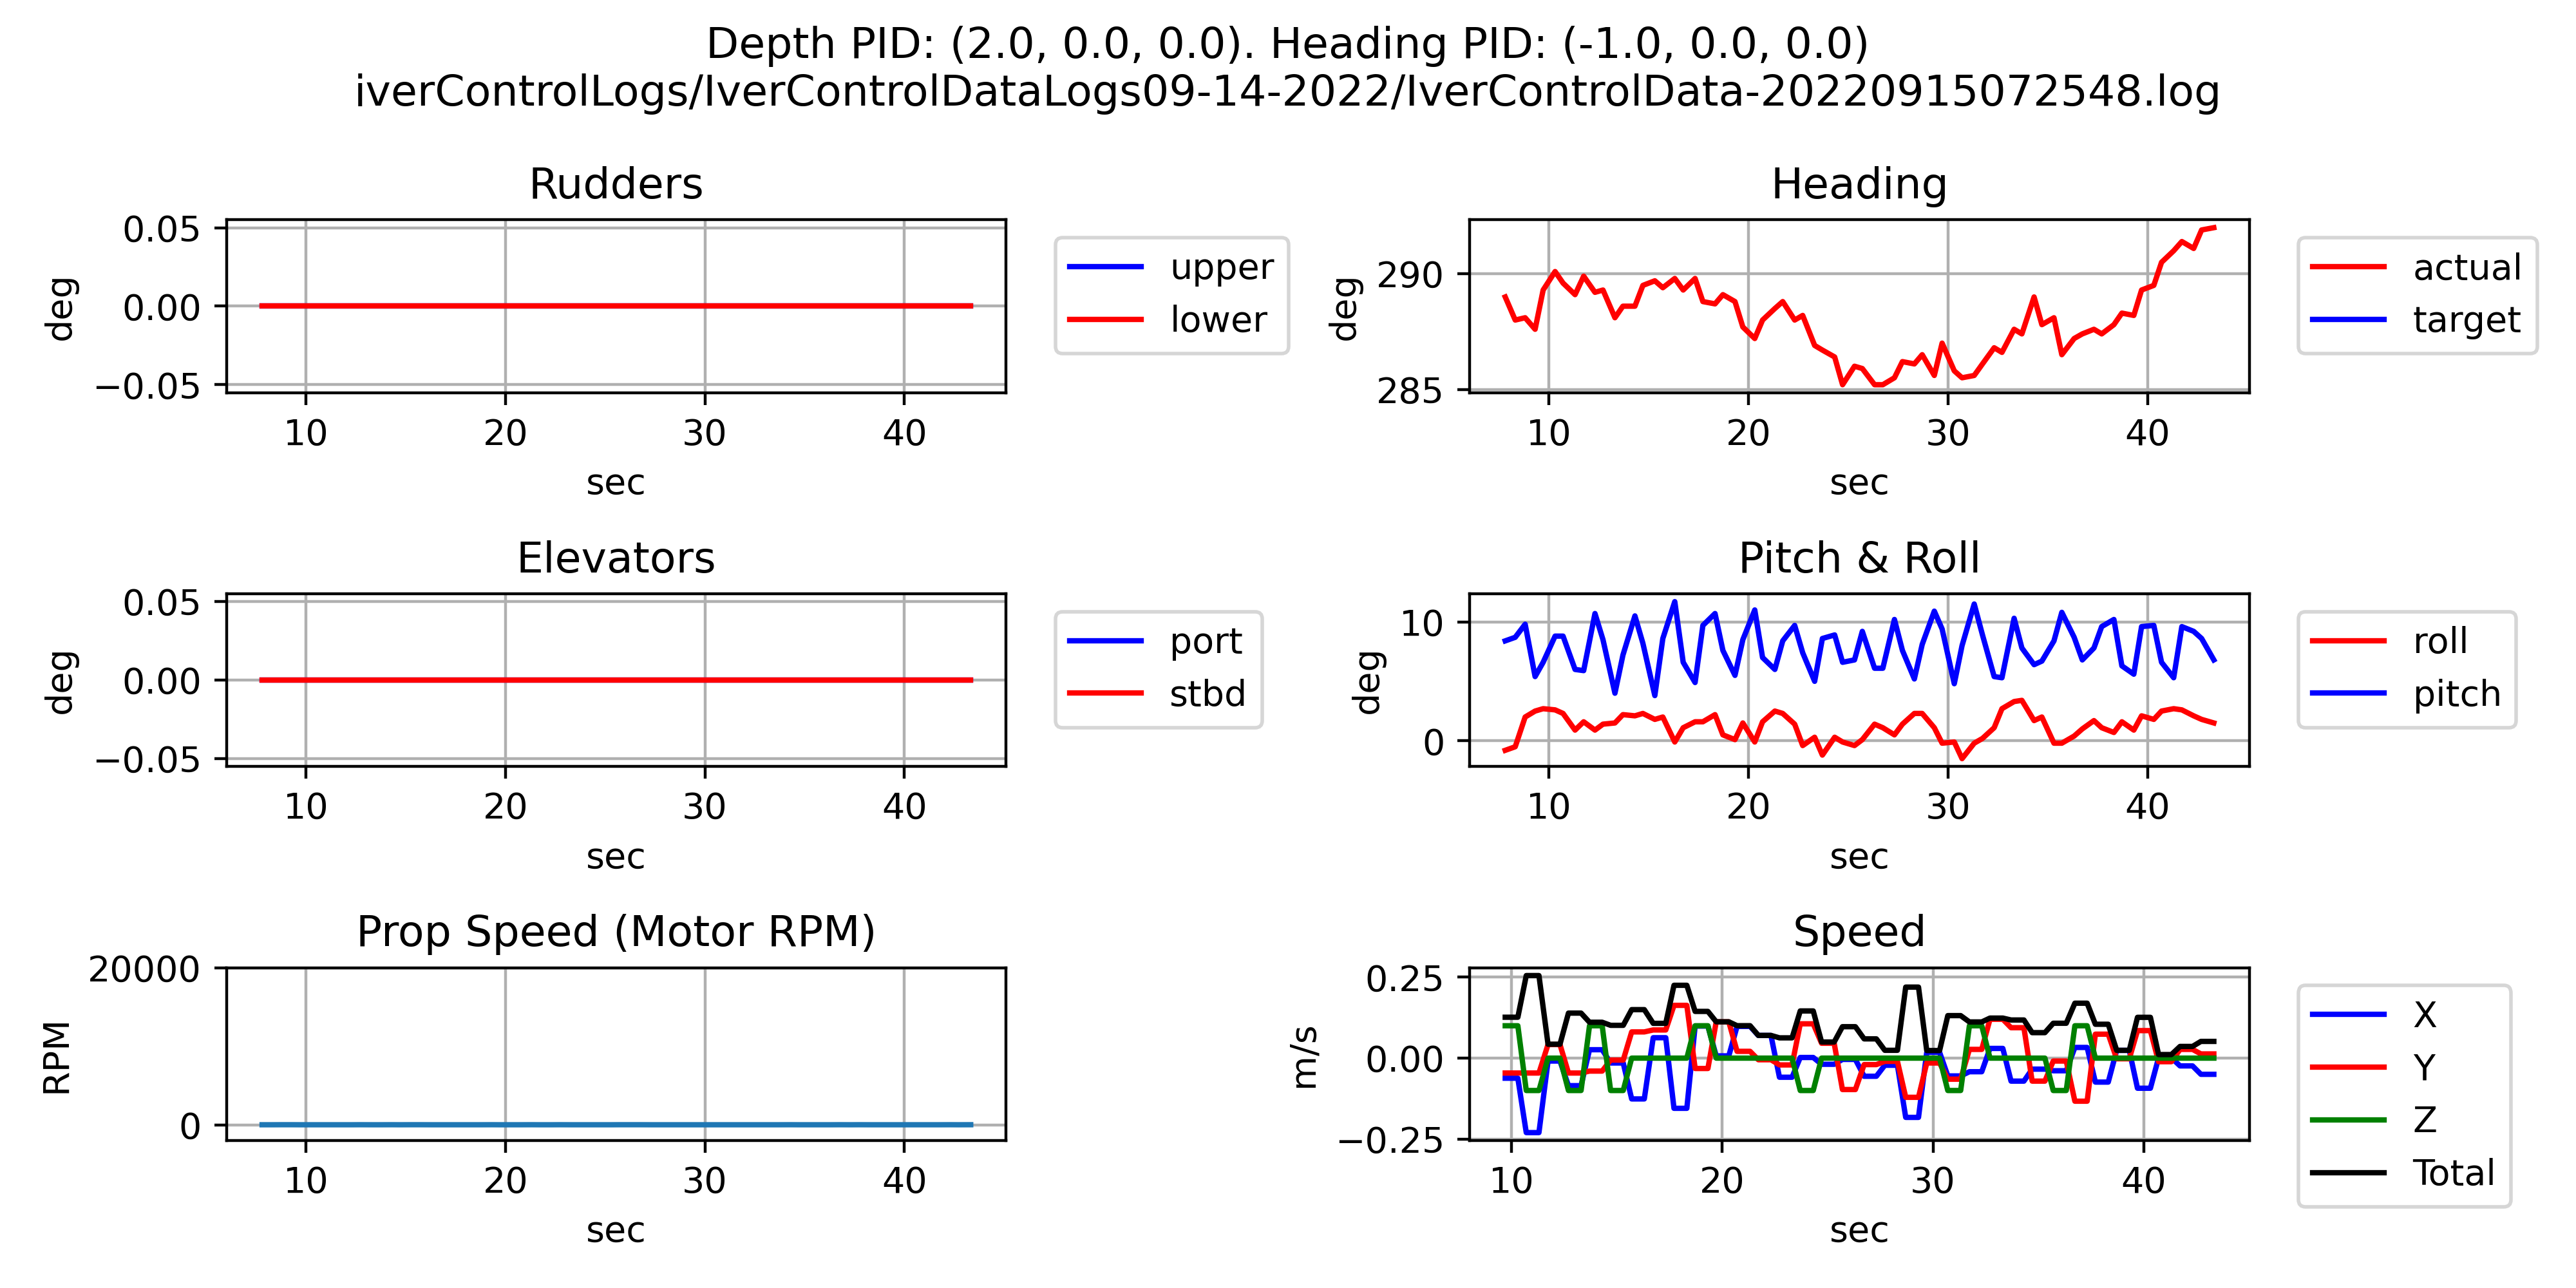 Depth PID: (2.0, 0.0, 0.0). Heading PID: (-1.0, 0.0, 0.0)
iverControlLogs/IverControlDataLogs09-14-2022/IverControlData-20220915072548.log
Rudders
0.05
0.00
−0.05
deg
10 20 30 40
sec
upper
lower
Heading
290
285
deg
10 20 30 40
sec
actual
target
Elevators
0.05
0.00
−0.05
deg
10 20 30 40
sec
port
stbd
Pitch & Roll
10
0
deg
10 20 30 40
sec
roll
pitch
Prop Speed (Motor RPM)
20000
0
RPM
10 20 30 40
sec
Speed
0.25
0.00
−0.25
m/s
10 20 30 40
sec
X
Y
Z
Total